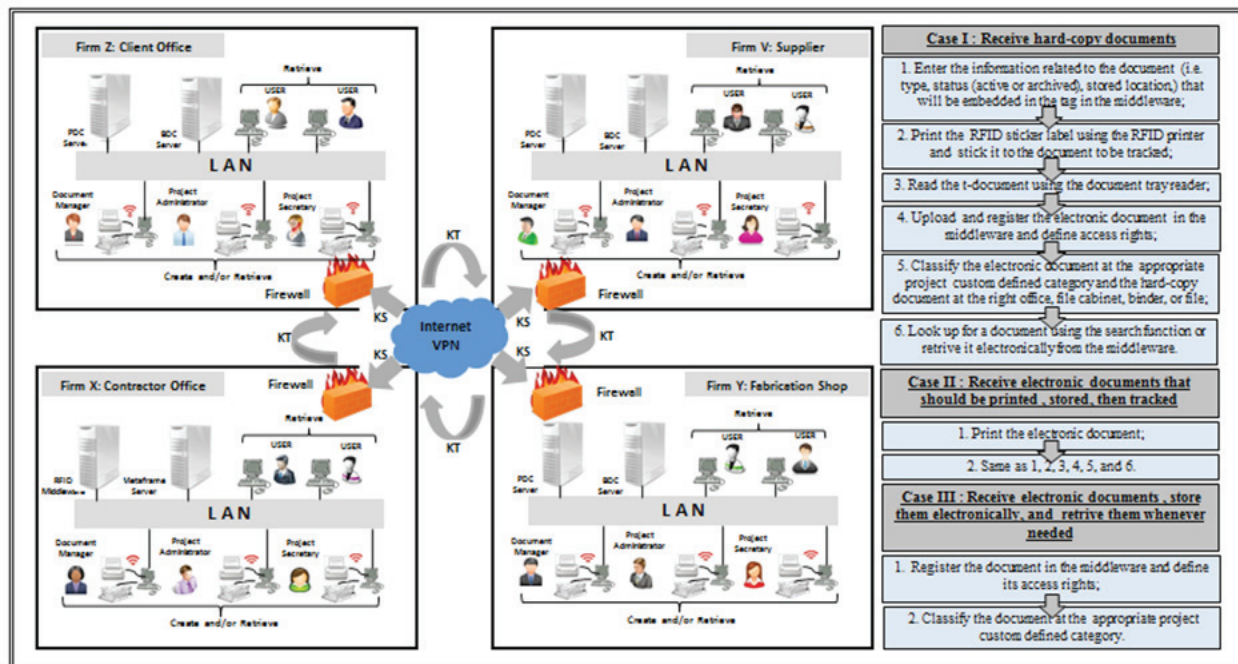 Firm Z: Client Office
Retrieve
USER
USER
PDC
Server
BDC
Server
LAN
Document
Manager
Project
Administrator
Project
Secretary
Create and/or Retrieve
Firewall
Firm V: Supplier
Retrieve
USER
USER
PDC
Server
BDC
Server
LAN
Document
Manager
Project
Administrator
Project
Secretary
Create and/or Retrieve
Firewall
KT
KS
KS
Internet
VPN
KT
KT
KS
KS
KT
Firm X: Contractor Office
Firewall
Retrieve
USER
USER
RFID
Middleware
Metaframe
Server
LAN
Document
Manager
Project
Administrator
Project
Secretary
Create and/or Retrieve
Firm Y: Fabrication Shop
Firewall
Retrieve
USER
USER
PDC
Server
BDC
Server
LAN
Document
Manager
Project
Administrator
Project
Secretary
Create and/or Retrieve
Case I : Receive hard-copy documents
1. Enter the information related to the document (i.e.
type, status (active or archived), stored location,) that
will be embedded in the tag in the middleware;
2. Print the RFID sticker label using the RFID printer
and stick it to the document to be tracked;
3. Read the t-document using the document tray reader;
4. Upload and register the electronic document in the
middleware and define access rights;
5. Classify the electronic document at the appropriate
project custom defined category and the hard-copy
document at the right office, file cabinet, binder, or file;
6. Look up for a document using the search function or
retrive it electronically from the middleware.
Case II : Receive electronic documents that
should be printed , stored, then tracked
1. Print the electronic document;
2. Same as 1, 2, 3, 4, 5, and 6.
Case III : Receive electronic documents , store
them electronically, and retrive them whenever
needed
1. Register the document in the middleware and define
its access rights;
2. Classify the document at the appropriate project
custom defined category.